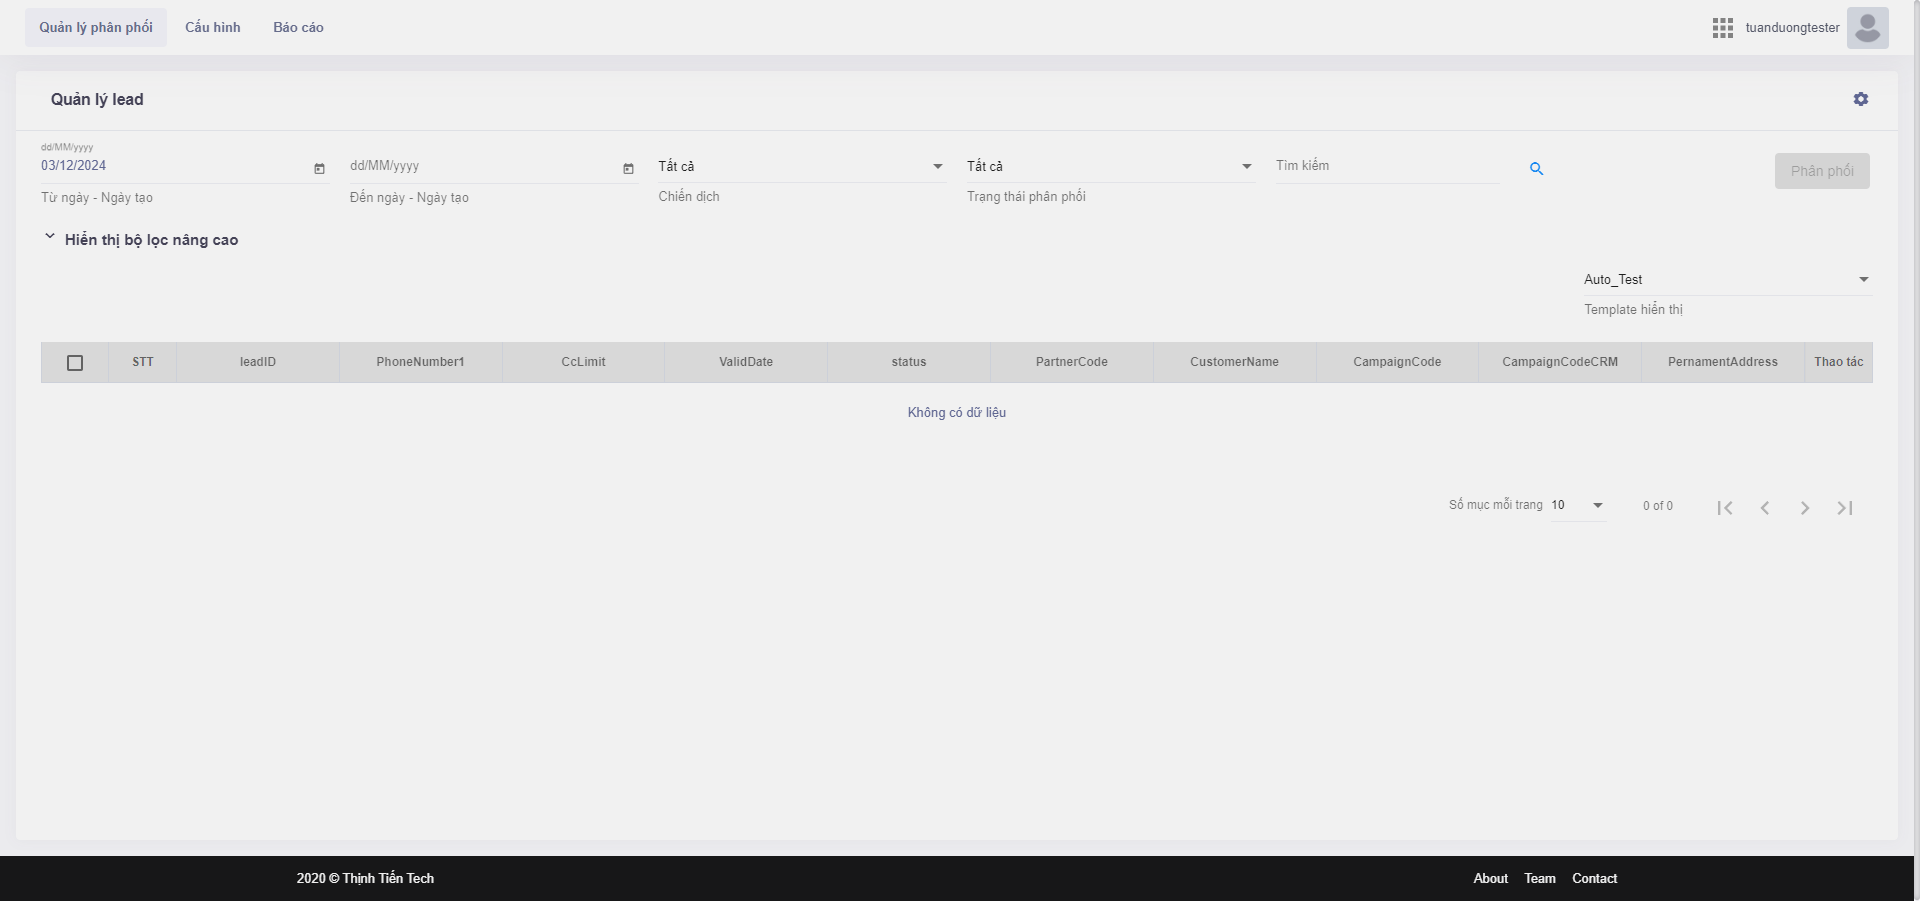 Quản lý phân phối Cấu hình Báo cáo tuanduongtester
Quản lý lead
dd/MM/yyyy
03/12/2024 dd/MM/yyyy Tất cả Tất cả Tìm kiếm Phân phối
Từ ngày - Ngày tạo Đến ngày - Ngày tạo Chiến dịch Trạng thái phân phối
Hiển thị bộ lọc nâng cao
Auto_Test
Template hiển thị
STT leadID PhoneNumber1 CcLimit ValidDate status PartnerCode CustomerName CampaignCode CampaignCodeCRM PernamentAddress Thao tác
Không có dữ liệu
Số mục mỗi trang 10 0 of 0
2020 © Thịnh Tiến Tech About Team Contact